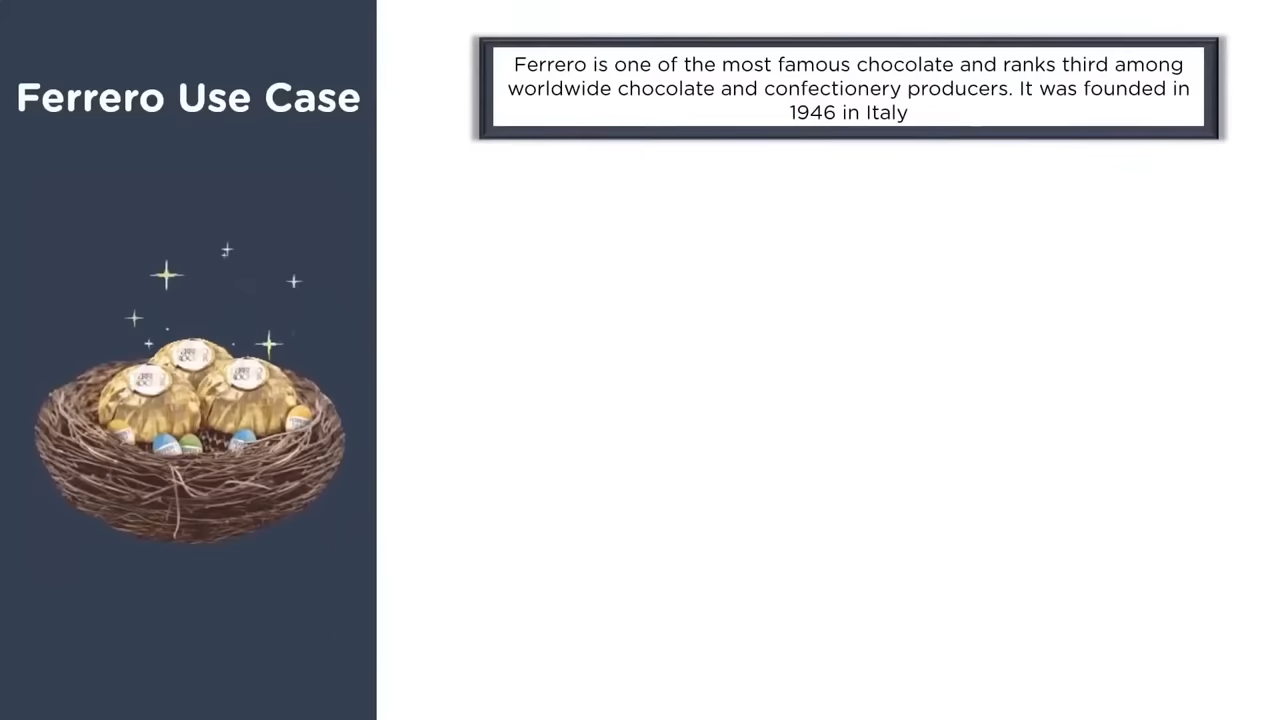 Ferrero Use Case
Ferrero is one of the most famous chocolate and ranks third among
worldwide chocolate and confectionery producers. It was founded in
1946 in Italy